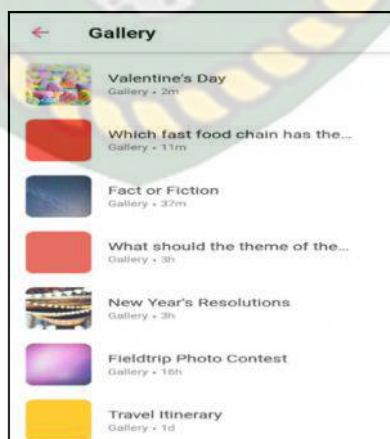 Gallery
Valentine's Day
Gallery • 2m
Which fast food chain has the...
Gallery • 11m
Fact or Fiction
Gallery • 37m
What should the theme of the...
Gallery • 3h
New Year's Resolutions
Gallery • 3h
Fieldtrip Photo Contest
Gallery • 16h
Travel Itinerary
Gallery • 1d